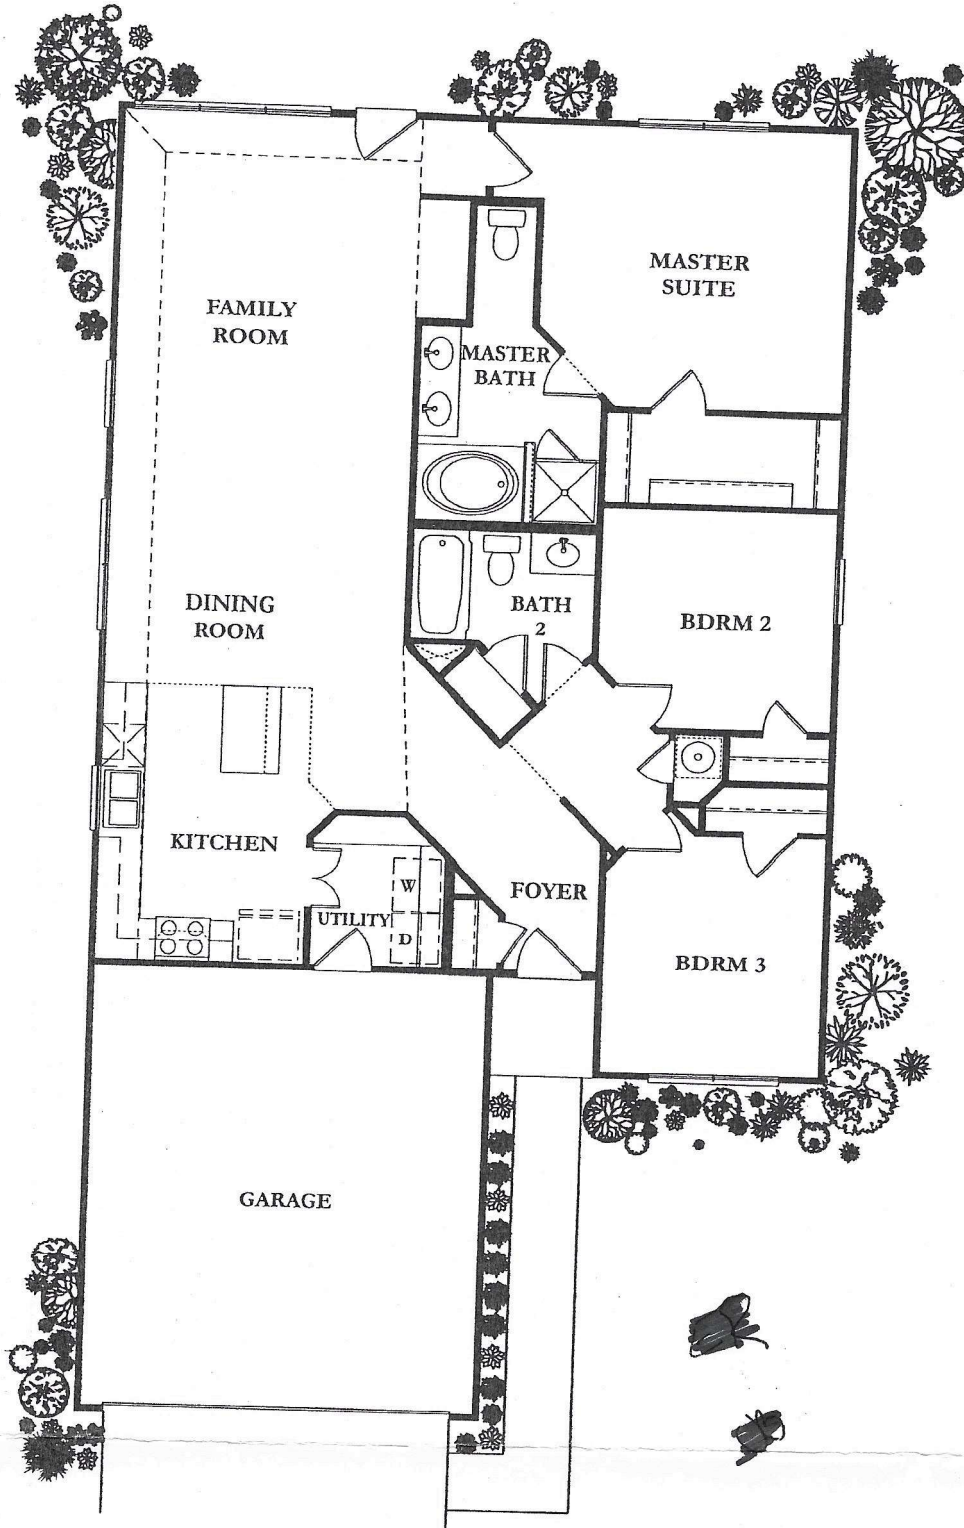 MASTER
SUITE
FAMILY
ROOM
MASTER
BATH
DINING
ROOM
BATH
2
BDRM 2
KITCHEN
W
FOYER
UTILITY
D
BDRM 3
GARAGE